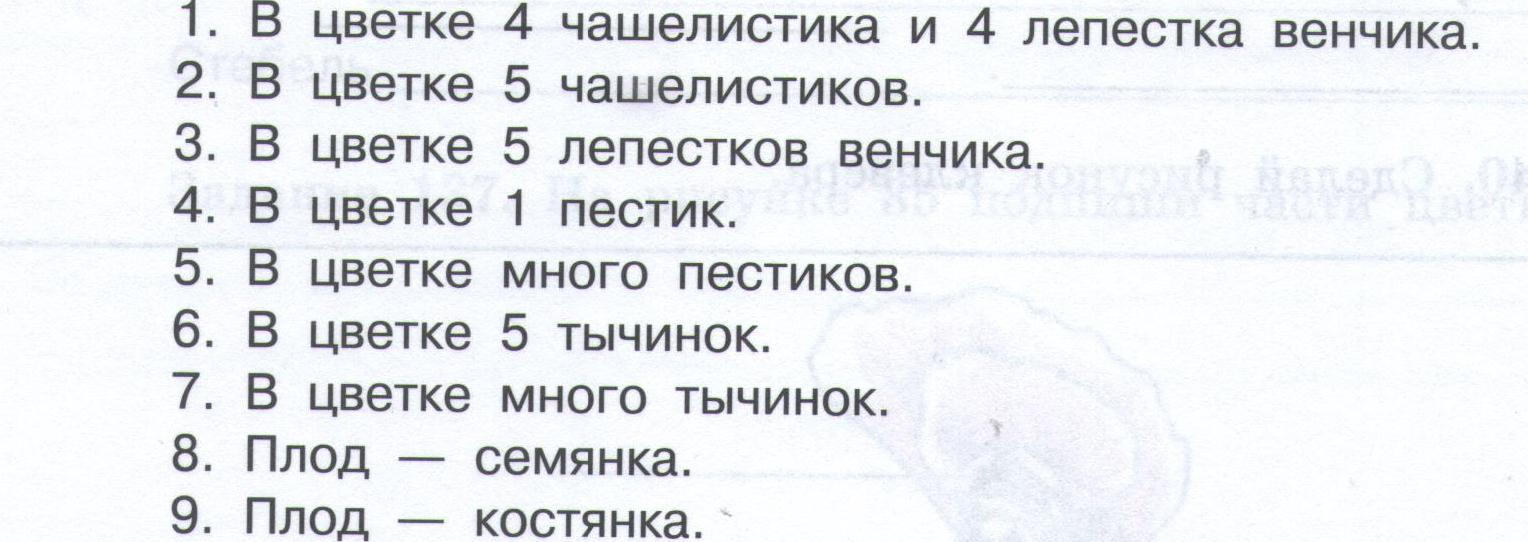 1. В цветке 4 чашелистика и 4 лепестка венчика.
2. В цветке 5 чашелистиков.
3. В цветке 5 лепестков венчика.
4. В цветке 1 пестик.
5. В цветке много пестиков.
6. В цветке 5 тычинок.
7. В цветке много тычинок.
8. Плод — семянка.
9. Плод — костянка.